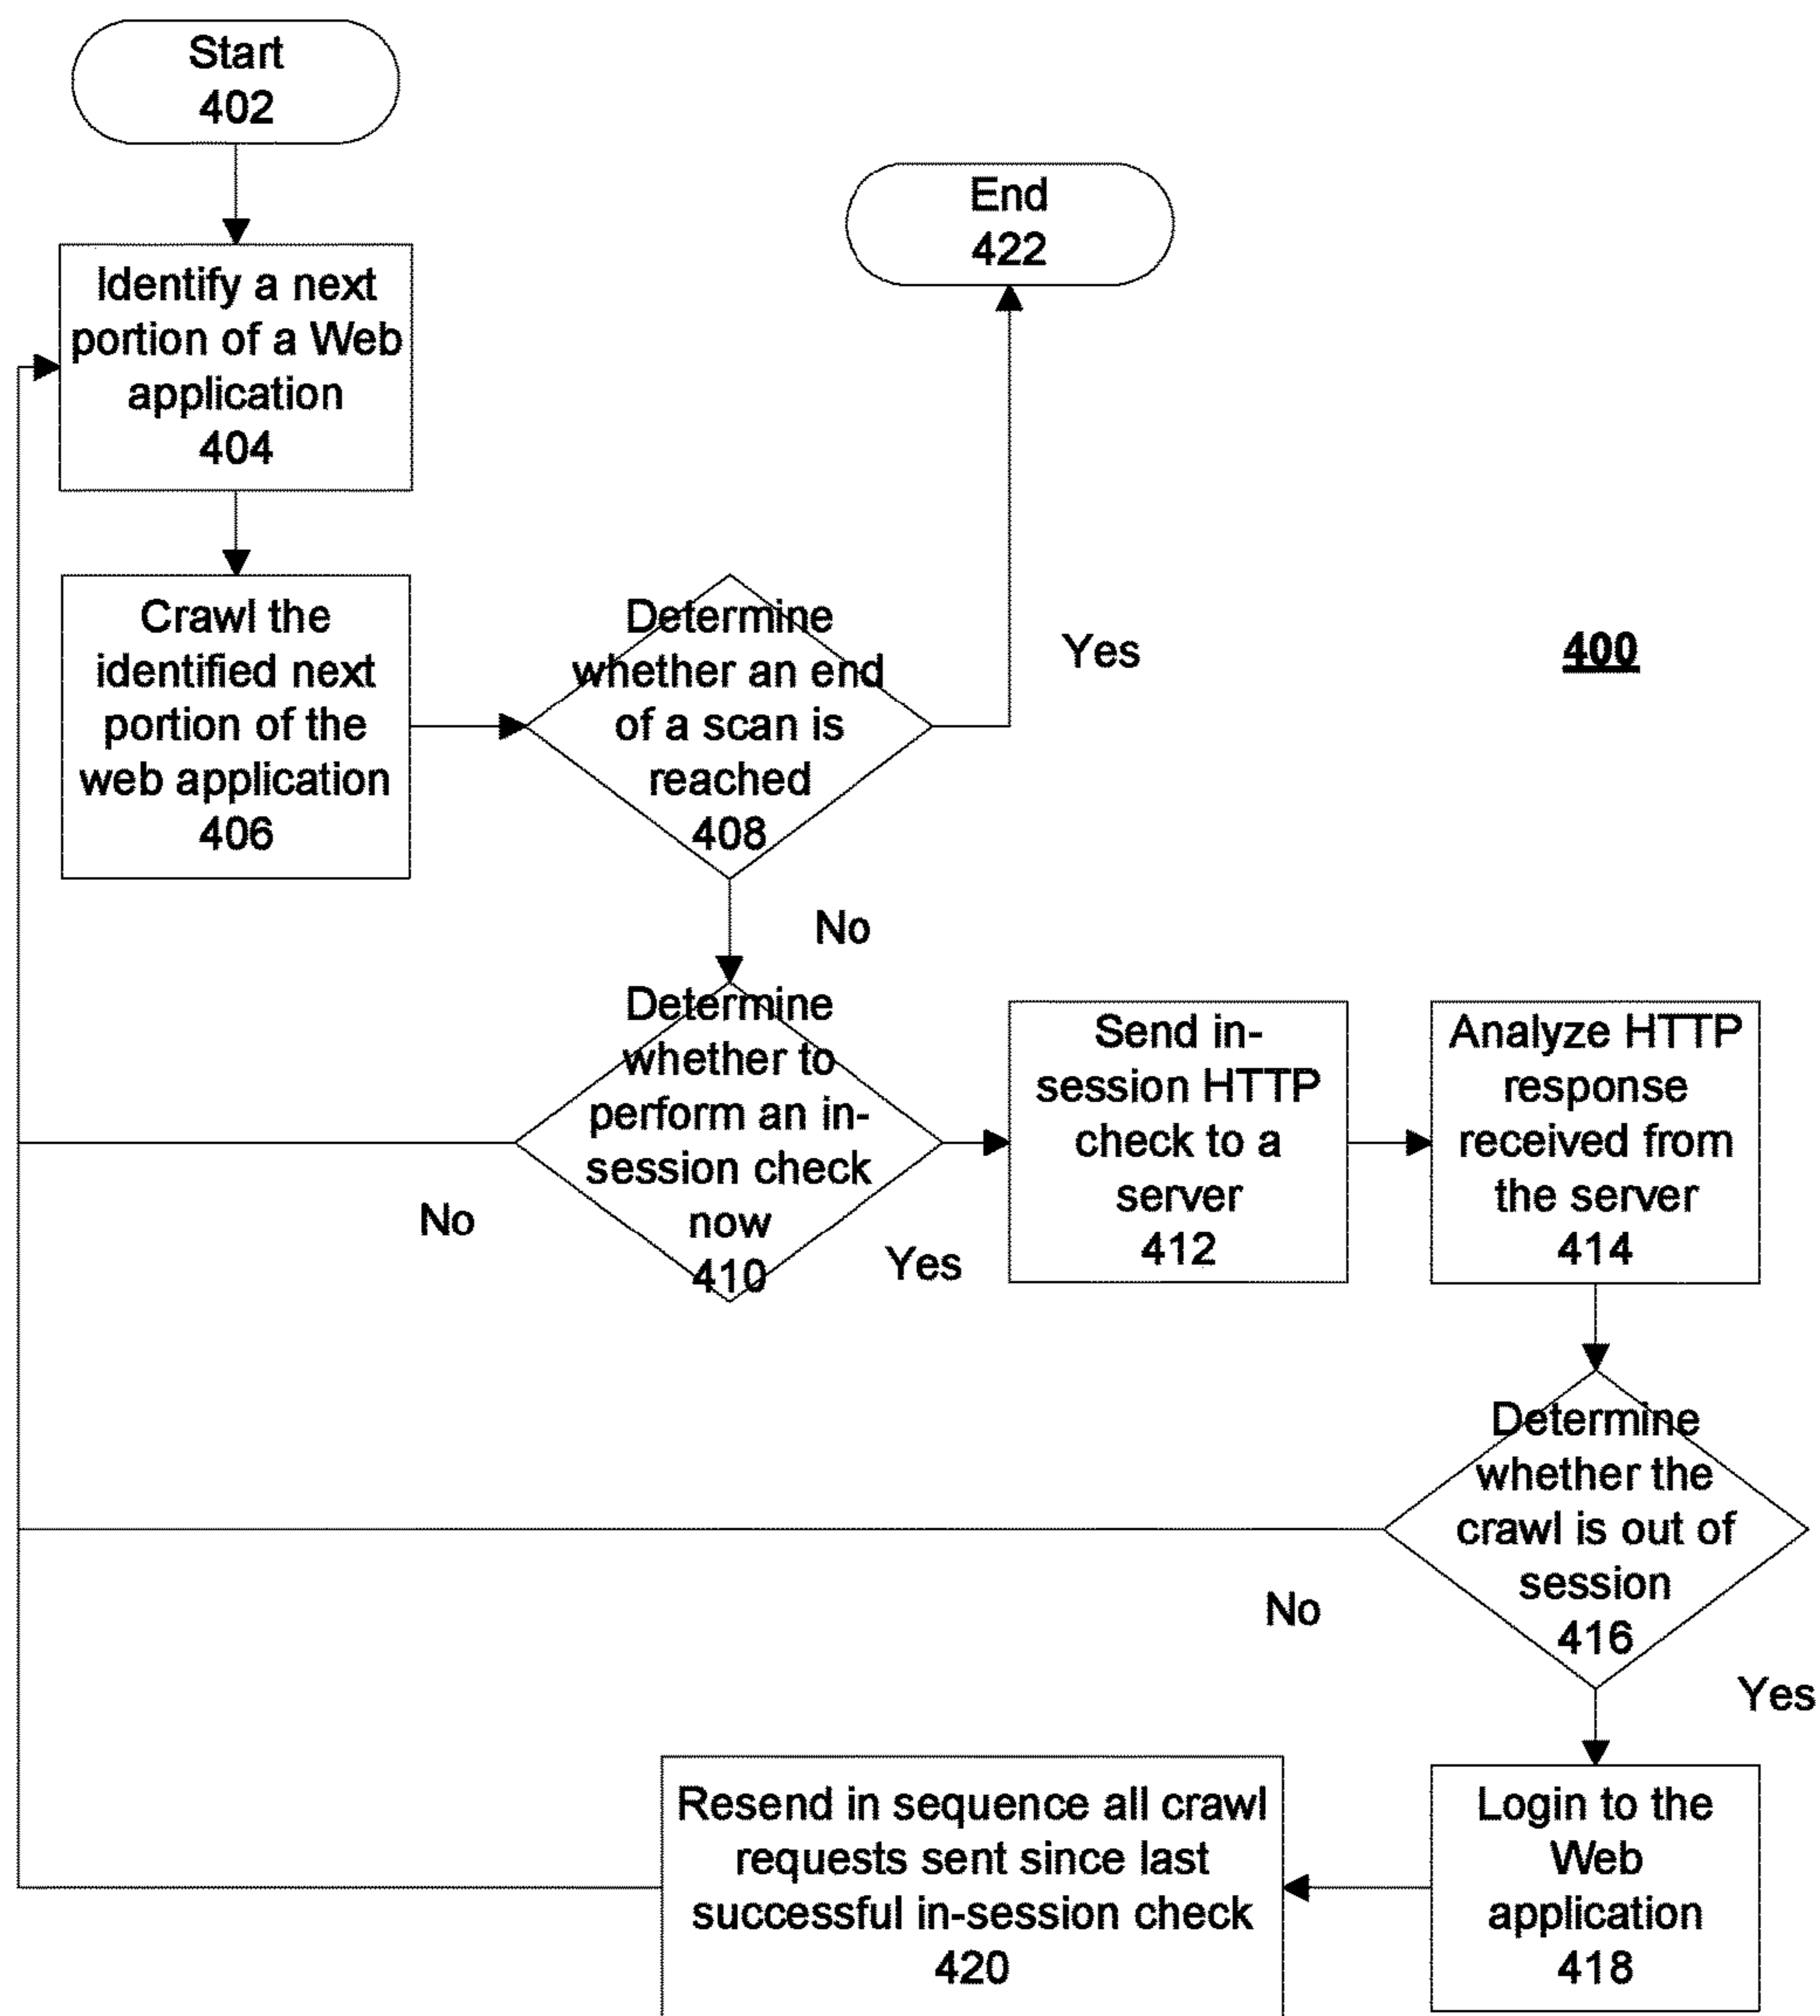 Start
402
Identify a next
portion of a Web
application
404
Crawl the
identified next
portion of the
web application
406
Determine
whether an end
of a scan is
reached
408
Yes
End
422
400
No
Determine
whether to
perform an in-
session check
now
410
No
Yes
Send in-
session HTTP
check to a
server
412
Analyze HTTP
response
received from
the server
414
Determine
whether the
crawl is out of
session
416
No
Yes
Login to the
Web
application
418
Resend in sequence all crawl
requests sent since last
successful in-session check
420